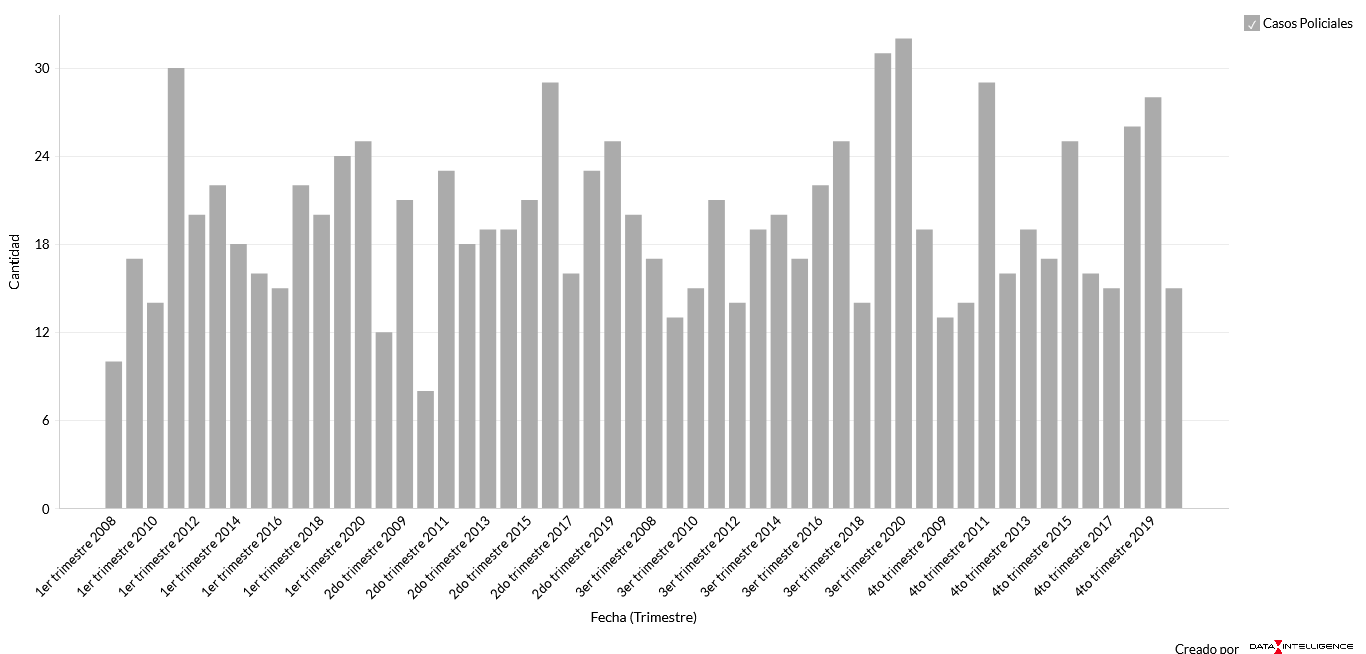 Casos Policiales
30
24
18
12
6
0
Cantidad
1er trimestre 2008
1er trimestre 2010
1er trimestre 2012
1er trimestre 2014
1er trimestre 2016
1er trimestre 2018
1er trimestre 2020
2do trimestre 2009
2do trimestre 2011
2do trimestre 2013
2do trimestre 2015
2do trimestre 2017
2do trimestre 2019
3er trimestre 2008
3er trimestre 2010
3er trimestre 2012
3er trimestre 2014
3er trimestre 2016
3er trimestre 2018
3er trimestre 2020
4to trimestre 2009
4to trimestre 2011
4to trimestre 2013
4to trimestre 2015
4to trimestre 2017
4to trimestre 2019
Fecha (Trimestre)
Creado por DATA INTELLIGENCE